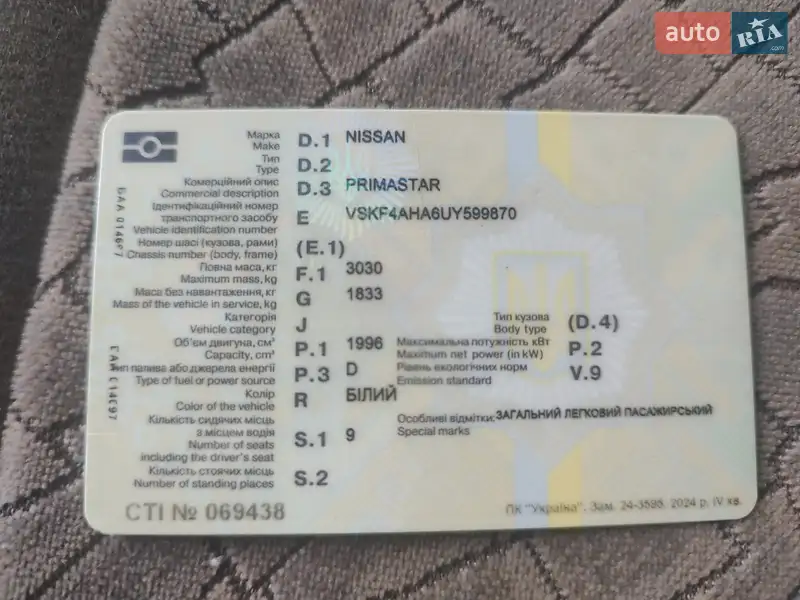 auto RIA .com
Марка
Make D.1 NISSAN
Тип
Type D.2
Комерційний опис
Commercial description D.3 PRIMASTAR
Ідентифікаційний номер
транспортного засобу
Vehicle identification number E VSKF4AHA6UY599870
Номер шасі (кузова, рами)
Chassis number (body, frame) (E.1)
Повна маса, кг
Maximum mass, kg F.1 3030
Маса без навантаження, кг
Mass of the vehicle in service, kg G 1833
Категорія
Vehicle category J
Тип кузова
Body type (D.4)
Об'єм двигуна, см³
Capacity, cm³ P.1 1996
Максимальна потужність кВт
Maximum net power (in kW) P.2
Тип палива або джерела енергії
Type of fuel or power source P.3 D
Рівень екологічних норм
Emission standard V.9
Колір
Color of the vehicle R БІЛИЙ
Кількість сидячих місць
з місцем водія
Number of seats
including the driver's seat S.1 9
Особливі відмітки: ЗАГАЛЬНИЙ ЛЕГКОВИЙ ПАСАЖИРСЬКИЙ
Special marks
Кількість стоячих місць
Number of standing places S.2
СТІ № 069438
ПК "Україна". Зам. 24-3595. 2024 р. IV кв.